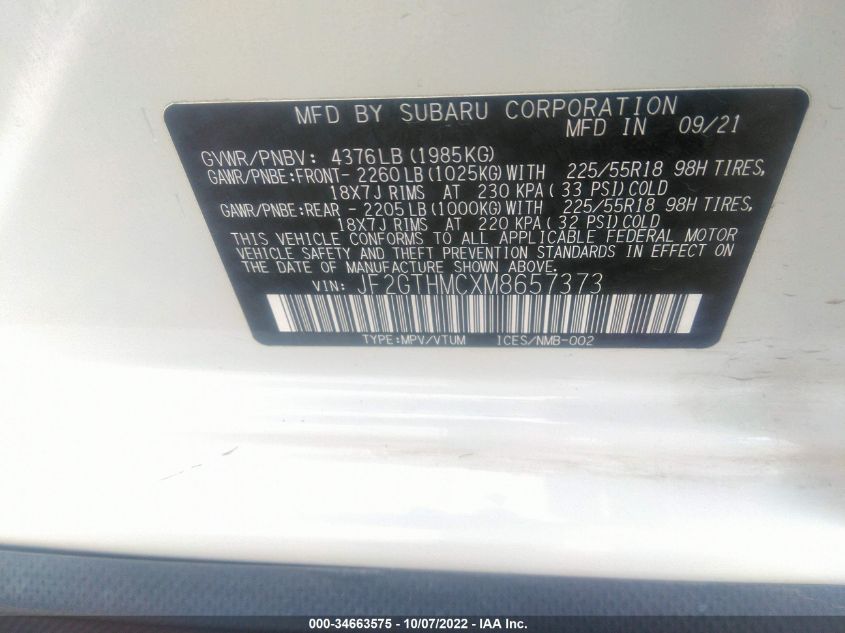 MFD BY SUBARU CORPORATION
MFD IN 09/21
GVWR/PNBV: 4376LB(1985KG)
GAWR/PNBE:FRONT-2260LB(1025KG)WITH 225/55R18 98H TIRES,
18X7J RIMS AT 230 KPA(33 PSI)COLD
GAWR/PNBE:REAR -2205LB(1000KG)WITH 225/55R18 98H TIRES,
18X7J RIMS AT 220 KPA(32 PSI)COLD
THIS VEHICLE CONFORMS TO ALL APPLICABLE FEDERAL MOTOR
VEHICLE SAFETY AND THEFT PREVENTION STANDARDS IN EFFECT ON
THE DATE OF MANUFACTURE SHOWN ABOVE.
VIN: JF2GTHMCXM8657373
TYPE:MPV/VTUM ICES/NMB-002
000-34663575 - 10/07/2022 - IAA Inc.